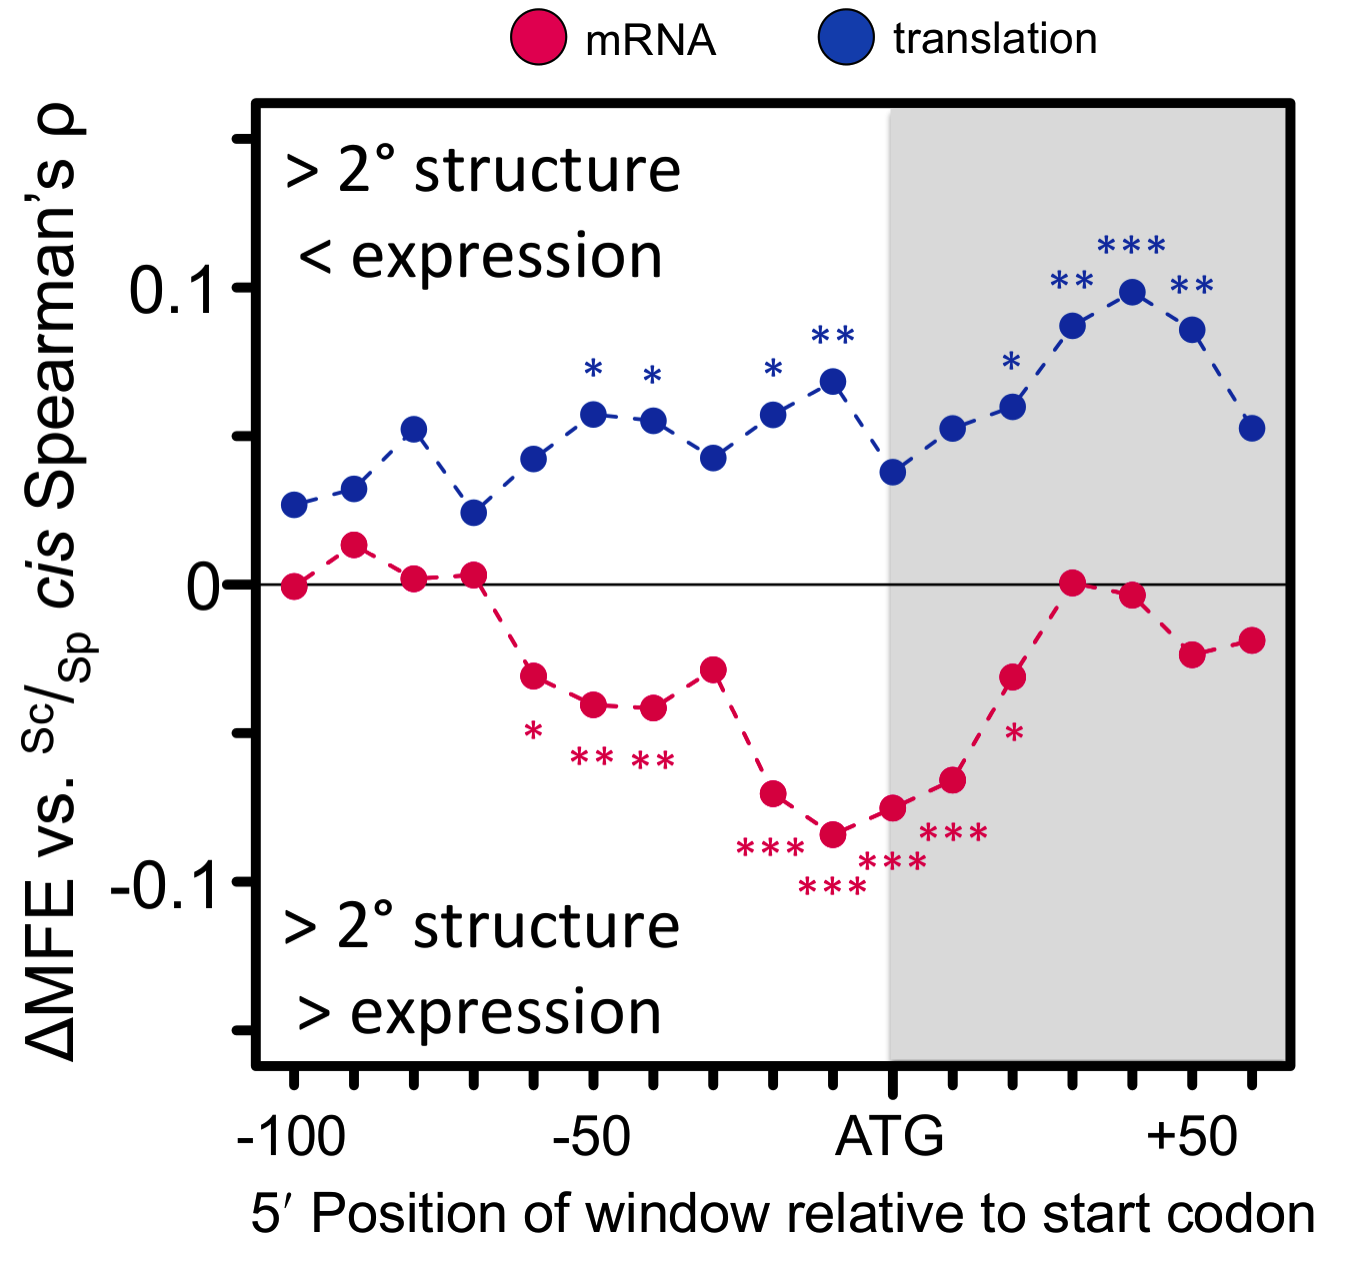 mRNA translation
> 2° structure
< expression
* * * *
* *
* *
* * * * *
*
0.1
0
-0.1
*
* * * *
*
* * *
* * *
* * *
* * *
> 2° structure
> expression
ΔMFE vs. Sc/Sp cis Spearman’s ρ
-100 -50 ATG +50
5′ Position of window relative to start codon